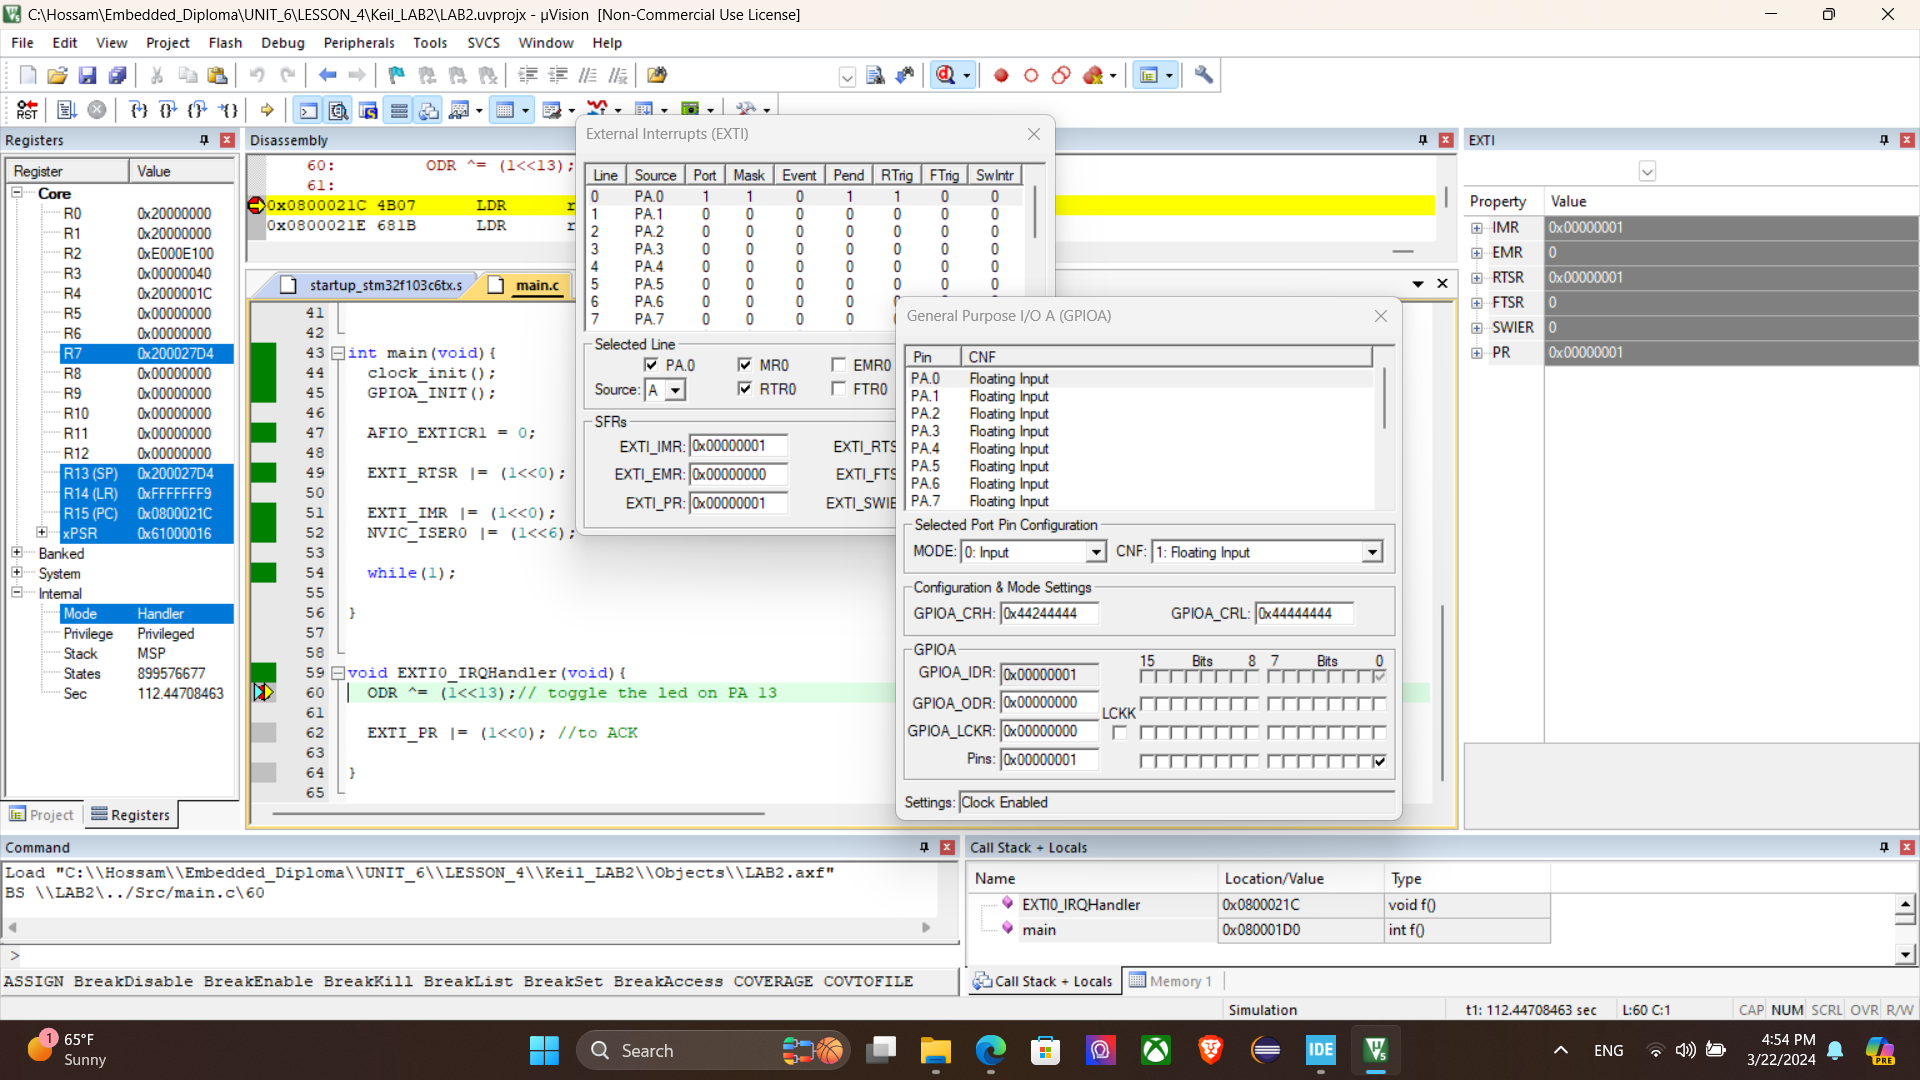 C:\Hossam\Embedded_Diploma\UNIT_6\LESSON_4\Keil_LAB2\LAB2.uvprojx - µVision [Non-Commercial Use License]
File Edit View Project Flash Debug Peripherals Tools SVCS Window Help
Registers
Register Value
Core
R0 0x20000000
R1 0x20000000
R2 0xE000E100
R3 0x00000040
R4 0x2000001C
R5 0x00000000
R6 0x00000000
R7 0x200027D4
R8 0x00000000
R9 0x00000000
R10 0x00000000
R11 0x00000000
R12 0x00000000
R13 (SP) 0x200027D4
R14 (LR) 0xFFFFFFF9
R15 (PC) 0x0800021C
xPSR 0x61000016
Banked
System
Internal
Mode Handler
Privilege Privileged
Stack MSP
States 899576677
Sec 112.44708463
Project Registers
Disassembly
60: ODR ^= (1<<13);
61:
0x0800021C 4B07 LDR
0x0800021E 681B LDR
startup_stm32f103c6tx.s main.c
41
42
43 int main(void){
44 clock_init();
45 GPIOA_INIT();
46
47 AFIO_EXTICR1 = 0;
48
49 EXTI_RTSR |= (1<<0);
50
51 EXTI_IMR |= (1<<0);
52 NVIC_ISER0 |= (1<<6);
53
54 while(1);
55
56 }
57
58
59 void EXTI0_IRQHandler(void){
60 ODR ^= (1<<13);// toggle the led on PA 13
61
62 EXTI_PR |= (1<<0); //to ACK
63
64 }
65
External Interrupts (EXTI)
Line Source Port Mask Event Pend RTrig FTrig SwIntr
0 PA.0 1 1 0 1 1 0 0
1 PA.1 0 0 0 0 0 0 0
2 PA.2 0 0 0 0 0 0 0
3 PA.3 0 0 0 0 0 0 0
4 PA.4 0 0 0 0 0 0 0
5 PA.5 0 0 0 0 0 0 0
6 PA.6 0 0 0 0
7 PA.7 0 0 0 0
Selected Line
PA.0 MR0 EMR0
Source: A RTR0 FTR0
SFRs
EXTI_IMR: 0x00000001 EXTI_RTS
EXTI_EMR: 0x00000000 EXTI_FTS
EXTI_PR: 0x00000001 EXTI_SWIE
General Purpose I/O A (GPIOA)
Pin CNF
PA.0 Floating Input
PA.1 Floating Input
PA.2 Floating Input
PA.3 Floating Input
PA.4 Floating Input
PA.5 Floating Input
PA.6 Floating Input
PA.7 Floating Input
Selected Port Pin Configuration
MODE: 0: Input CNF: 1: Floating Input
Configuration & Mode Settings
GPIOA_CRH: 0x44244444 GPIOA_CRL: 0x44444444
GPIOA
15 Bits 8 7 Bits 0
GPIOA_IDR: 0x00000001
GPIOA_ODR: 0x00000000
LCKK
GPIOA_LCKR: 0x00000000
Pins: 0x00000001
Settings: Clock Enabled
EXTI
Property Value
IMR 0x00000001
EMR 0
RTSR 0x00000001
FTSR 0
SWIER 0
PR 0x00000001
Command
Load "C:\\Hossam\\Embedded_Diploma\\UNIT_6\\LESSON_4\\Keil_LAB2\\Objects\\LAB2.axf"
BS \\LAB2\../Src/main.c\60
>
ASSIGN BreakDisable BreakEnable BreakKill BreakList BreakSet BreakAccess COVERAGE COVTOFILE
Call Stack + Locals
Name Location/Value Type
EXTI0_IRQHandler 0x0800021C void f()
main 0x080001D0 int f()
Call Stack + Locals Memory 1
Simulation t1: 112.44708463 sec L:60 C:1 CAP NUM SCRL OVR R/W
1
65°F
Sunny
Search
IDE
ENG
4:54 PM
3/22/2024
PRE